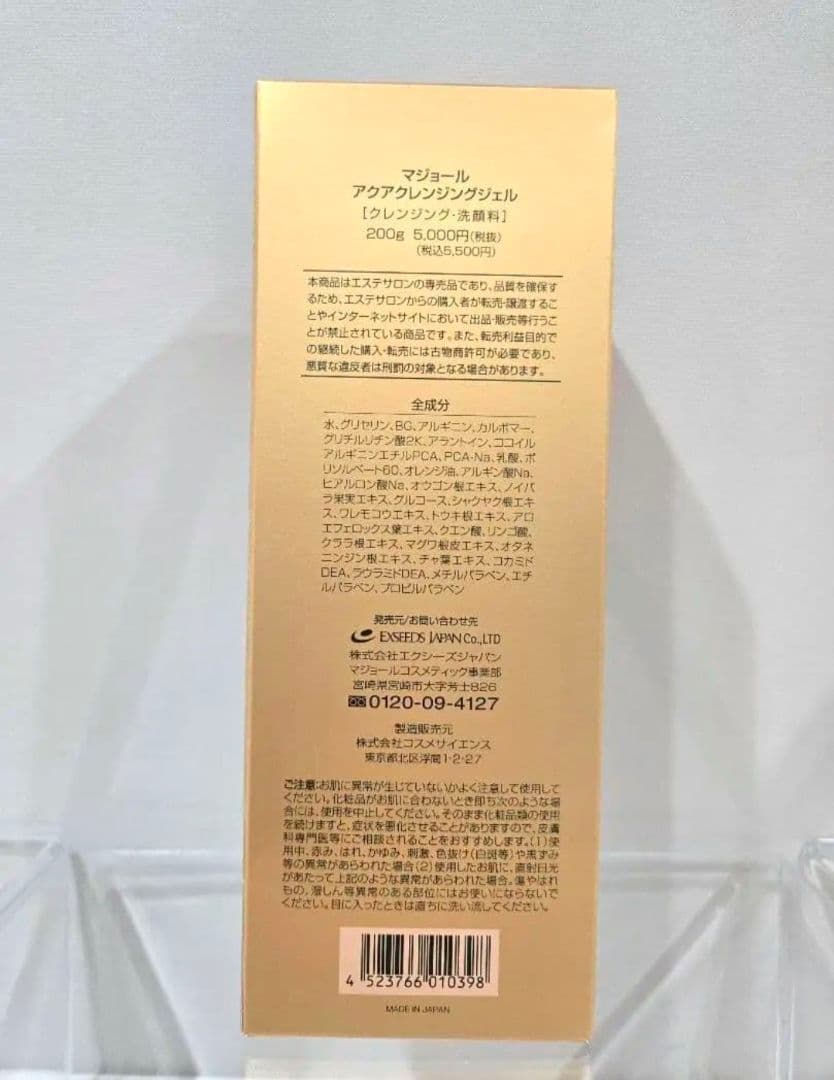 マジョール
アクアクレンジングジェル
[クレンジング・洗顔料]
200g 5,000円(税抜)
(税込5,500円)
本商品はエステサロンの専売品であり、品質を確保す
るため、エステサロンからの購入者が転売・譲渡するこ
とやインターネットサイトにおいて出品・販売等行うこ
とが禁止されている商品です。また、転売利益目的で
の継続した購入・転売には古物商許可が必要であり、
悪質な違反者は刑罰の対象となる場合があります。
全成分
水、グリセリン、BG、アルギニン、カルボマー、
グリチルリチン酸2K、アラントイン、ココイル
アルギニンエチルPCA、PCA-Na、乳酸、ポ
リソルベート60、オレンジ油、アルギン酸Na、
ヒアルロン酸Na、オウゴン根エキス、ノイバ
ラ果実エキス、グルコース、シャクヤク根エキ
ス、ワレモコウエキス、トウキ根エキス、アロ
エフェロックス葉エキス、クエン酸、リンゴ酸、
クララ根エキス、マグワ根皮エキス、オタネ
ニンジン根エキス、チャ葉エキス、コカミド
DEA、ラウラミドDEA、メチルパラベン、エチ
ルパラベン、プロピルパラベン
発売元/お問い合わせ先
EXSEEDS JAPAN Co.,LTD
株式会社エクシーズジャパン
マジョールコスメティック事業部
宮崎県宮崎市大字芳士826
0120-09-4127
製造販売元
株式会社コスメサイエンス
東京都北区浮間1-2-27
ご注意:お肌に異常が生じていないかよく注意して使用して
ください。化粧品がお肌に合わないとき即ち次のような場
合には、使用を中止してください。そのまま化粧品類の使用
を続けますと、症状を悪化させることがありますので、皮膚
科専門医等にご相談されることをおすすめします。(1)使
用中、赤み、はれ、かゆみ、刺激、色抜け(白斑等)や黒ずみ
等の異常があらわれた場合(2)使用したお肌に、直射日光
があたって上記のような異常があらわれた場合。傷やはれ
もの、湿しん等異常のある部位にはお使いにならないで
ください。目に入ったときは直ちに洗い流してください。
4 523766 010398
MADE IN JAPAN